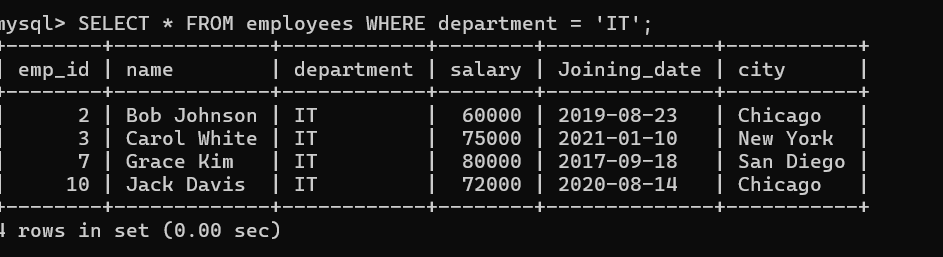 mysql> SELECT * FROM employees WHERE department = 'IT';
+--------+-------------+------------+--------+--------------+-----------+
| emp_id | name        | department | salary | Joining_date | city      |
+--------+-------------+------------+--------+--------------+-----------+
|      2 | Bob Johnson | IT         |  60000 | 2019-08-23   | Chicago   |
|      3 | Carol White | IT         |  75000 | 2021-01-10   | New York  |
|      7 | Grace Kim   | IT         |  80000 | 2017-09-18   | San Diego |
|     10 | Jack Davis  | IT         |  72000 | 2020-08-14   | Chicago   |
+--------+-------------+------------+--------+--------------+-----------+
4 rows in set (0.00 sec)